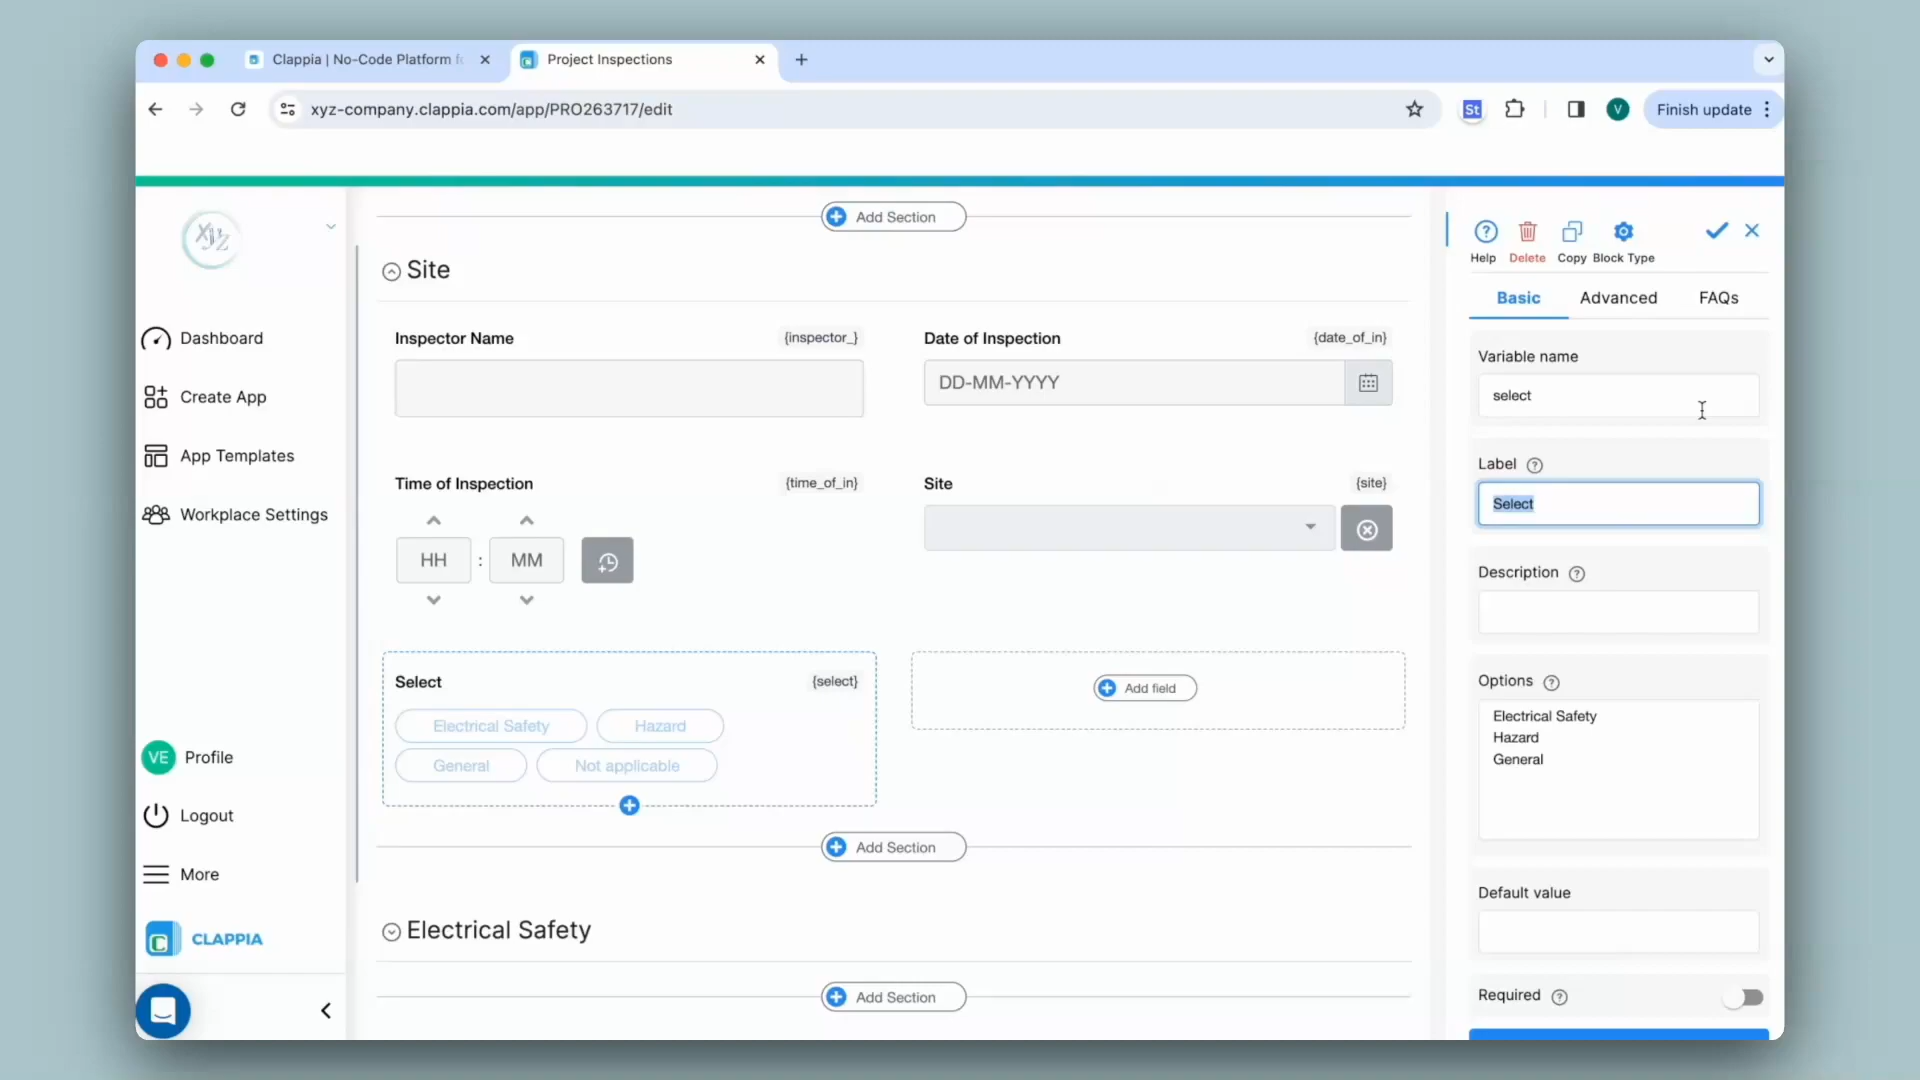 Clappia | No-Code Platform fo
Project Inspections
xyz-company.clappia.com/app/PRO263717/edit
St
V
Finish update
xyz
Dashboard
Create App
App Templates
Workplace Settings
VE
Profile
Logout
More
CLAPPIA
Add Section
Site
Inspector Name
{inspector_}
Date of Inspection
{date_of_in}
DD-MM-YYYY
Time of Inspection
{time_of_in}
Site
{site}
HH
:
MM
Select
{select}
Electrical Safety
Hazard
General
Not applicable
Add field
Add Section
Electrical Safety
Add Section
Help
Delete
Copy
Block Type
Basic
Advanced
FAQs
Variable name
select
Label
Select
Description
Options
Electrical Safety
Hazard
General
Default value
Required